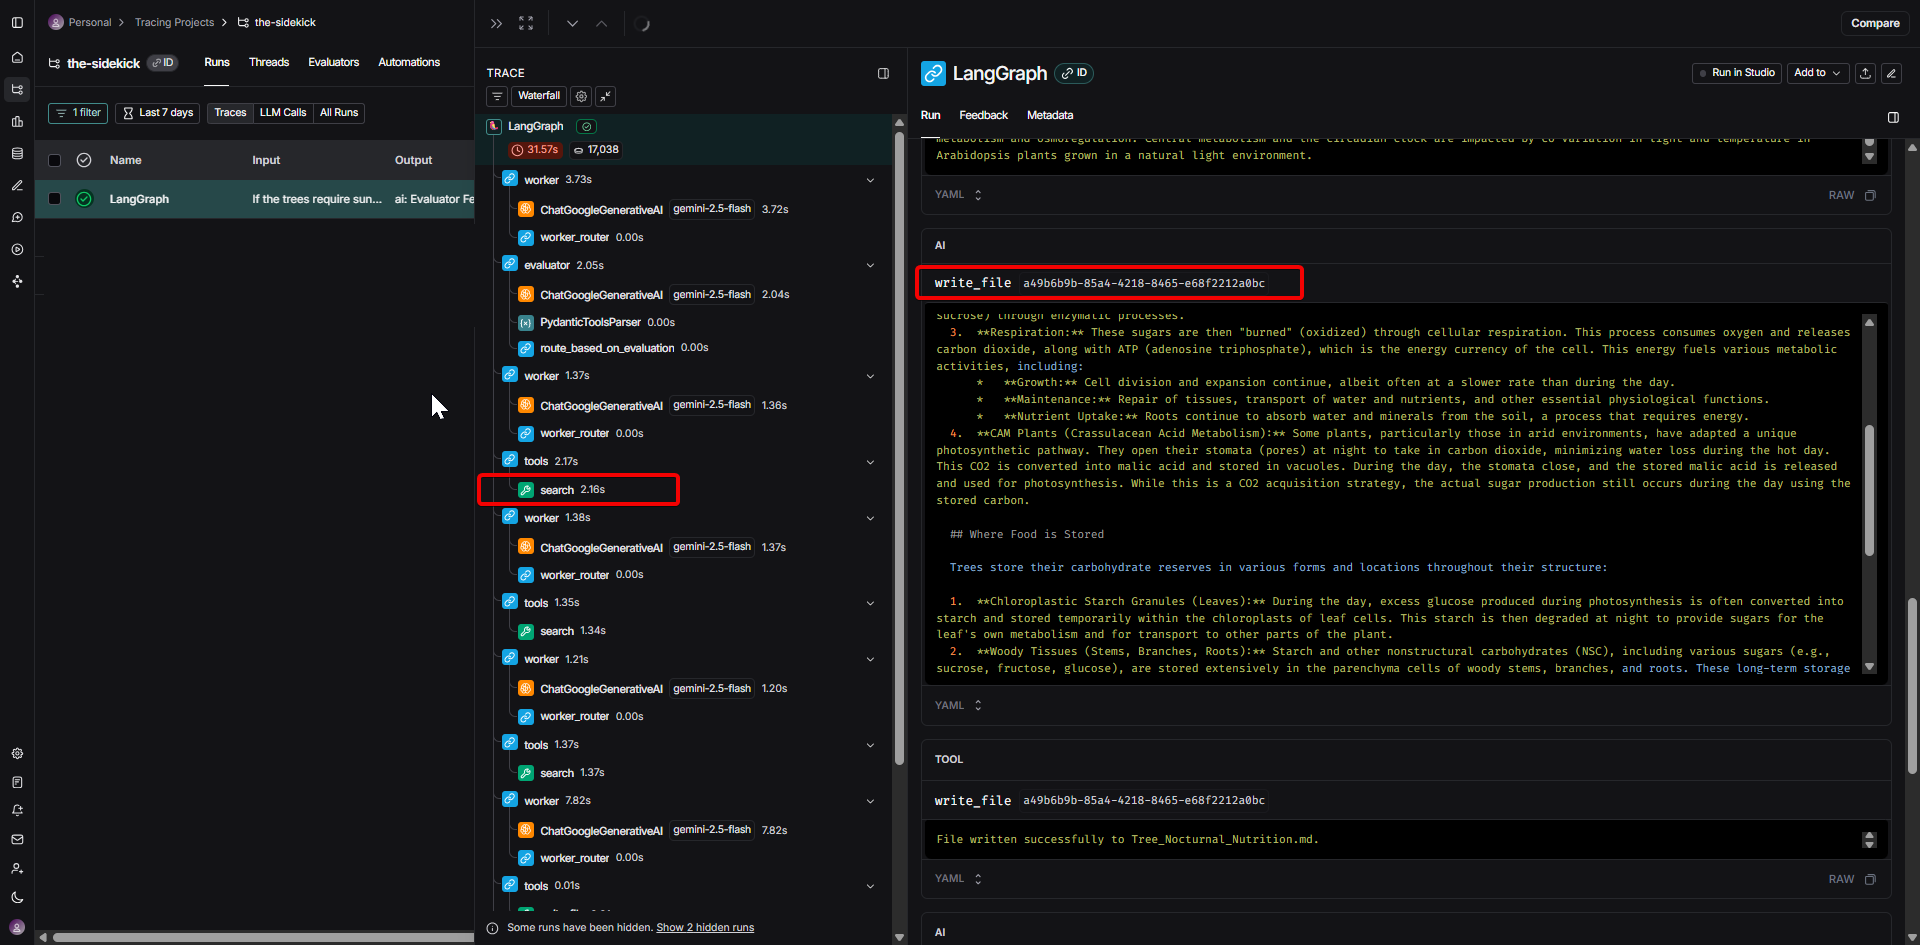 Personal > Tracing Projects > the-sidekick
the-sidekick ID Runs Threads Evaluators Automations
1 filter Last 7 days Traces LLM Calls All Runs
Name Input Output
LangGraph If the trees require sun... ai: Evaluator Fe
TRACE
Waterfall
LangGraph
31.57s 17,038
worker 3.73s
ChatGoogleGenerativeAI gemini-2.5-flash 3.72s
worker_router 0.00s
evaluator 2.05s
ChatGoogleGenerativeAI gemini-2.5-flash 2.04s
PydanticToolsParser 0.00s
route_based_on_evaluation 0.00s
worker 1.37s
ChatGoogleGenerativeAI gemini-2.5-flash 1.36s
worker_router 0.00s
tools 2.17s
search 2.16s
worker 1.38s
ChatGoogleGenerativeAI gemini-2.5-flash 1.37s
worker_router 0.00s
tools 1.35s
search 1.34s
worker 1.21s
ChatGoogleGenerativeAI gemini-2.5-flash 1.20s
worker_router 0.00s
tools 1.37s
search 1.37s
worker 7.82s
ChatGoogleGenerativeAI gemini-2.5-flash 7.82s
worker_router 0.00s
tools 0.01s
Some runs have been hidden. Show 2 hidden runs
Compare
LangGraph ID
Run in Studio Add to
Run Feedback Metadata
metabolism and osmoregulation. Central metabolism and the circadian clock are impacted by co variation in light and temperature in
Arabidopsis plants grown in a natural light environment.
YAML RAW
AI
write_file a49b6b9b-85a4-4218-8465-e68f2212a0bc
sucrose) through enzymatic processes.
3. **Respiration:** These sugars are then "burned" (oxidized) through cellular respiration. This process consumes oxygen and releases
carbon dioxide, along with ATP (adenosine triphosphate), which is the energy currency of the cell. This energy fuels various metabolic
activities, including:
* **Growth:** Cell division and expansion continue, albeit often at a slower rate than during the day.
* **Maintenance:** Repair of tissues, transport of water and nutrients, and other essential physiological functions.
* **Nutrient Uptake:** Roots continue to absorb water and minerals from the soil, a process that requires energy.
4. **CAM Plants (Crassulacean Acid Metabolism):** Some plants, particularly those in arid environments, have adapted a unique
photosynthetic pathway. They open their stomata (pores) at night to take in carbon dioxide, minimizing water loss during the hot day.
This CO2 is converted into malic acid and stored in vacuoles. During the day, the stomata close, and the stored malic acid is released
and used for photosynthesis. While this is a CO2 acquisition strategy, the actual sugar production still occurs during the day using the
stored carbon.
## Where Food is Stored
Trees store their carbohydrate reserves in various forms and locations throughout their structure:
1. **Chloroplastic Starch Granules (Leaves):** During the day, excess glucose produced during photosynthesis is often converted into
starch and stored temporarily within the chloroplasts of leaf cells. This starch is then degraded at night to provide sugars for the
leaf's own metabolism and for transport to other parts of the plant.
2. **Woody Tissues (Stems, Branches, Roots):** Starch and other nonstructural carbohydrates (NSC), including various sugars (e.g.,
sucrose, fructose, glucose), are stored extensively in the parenchyma cells of woody stems, branches, and roots. These long-term storage
YAML
TOOL
write_file a49b6b9b-85a4-4218-8465-e68f2212a0bc
File written successfully to Tree_Nocturnal_Nutrition.md.
YAML RAW
AI